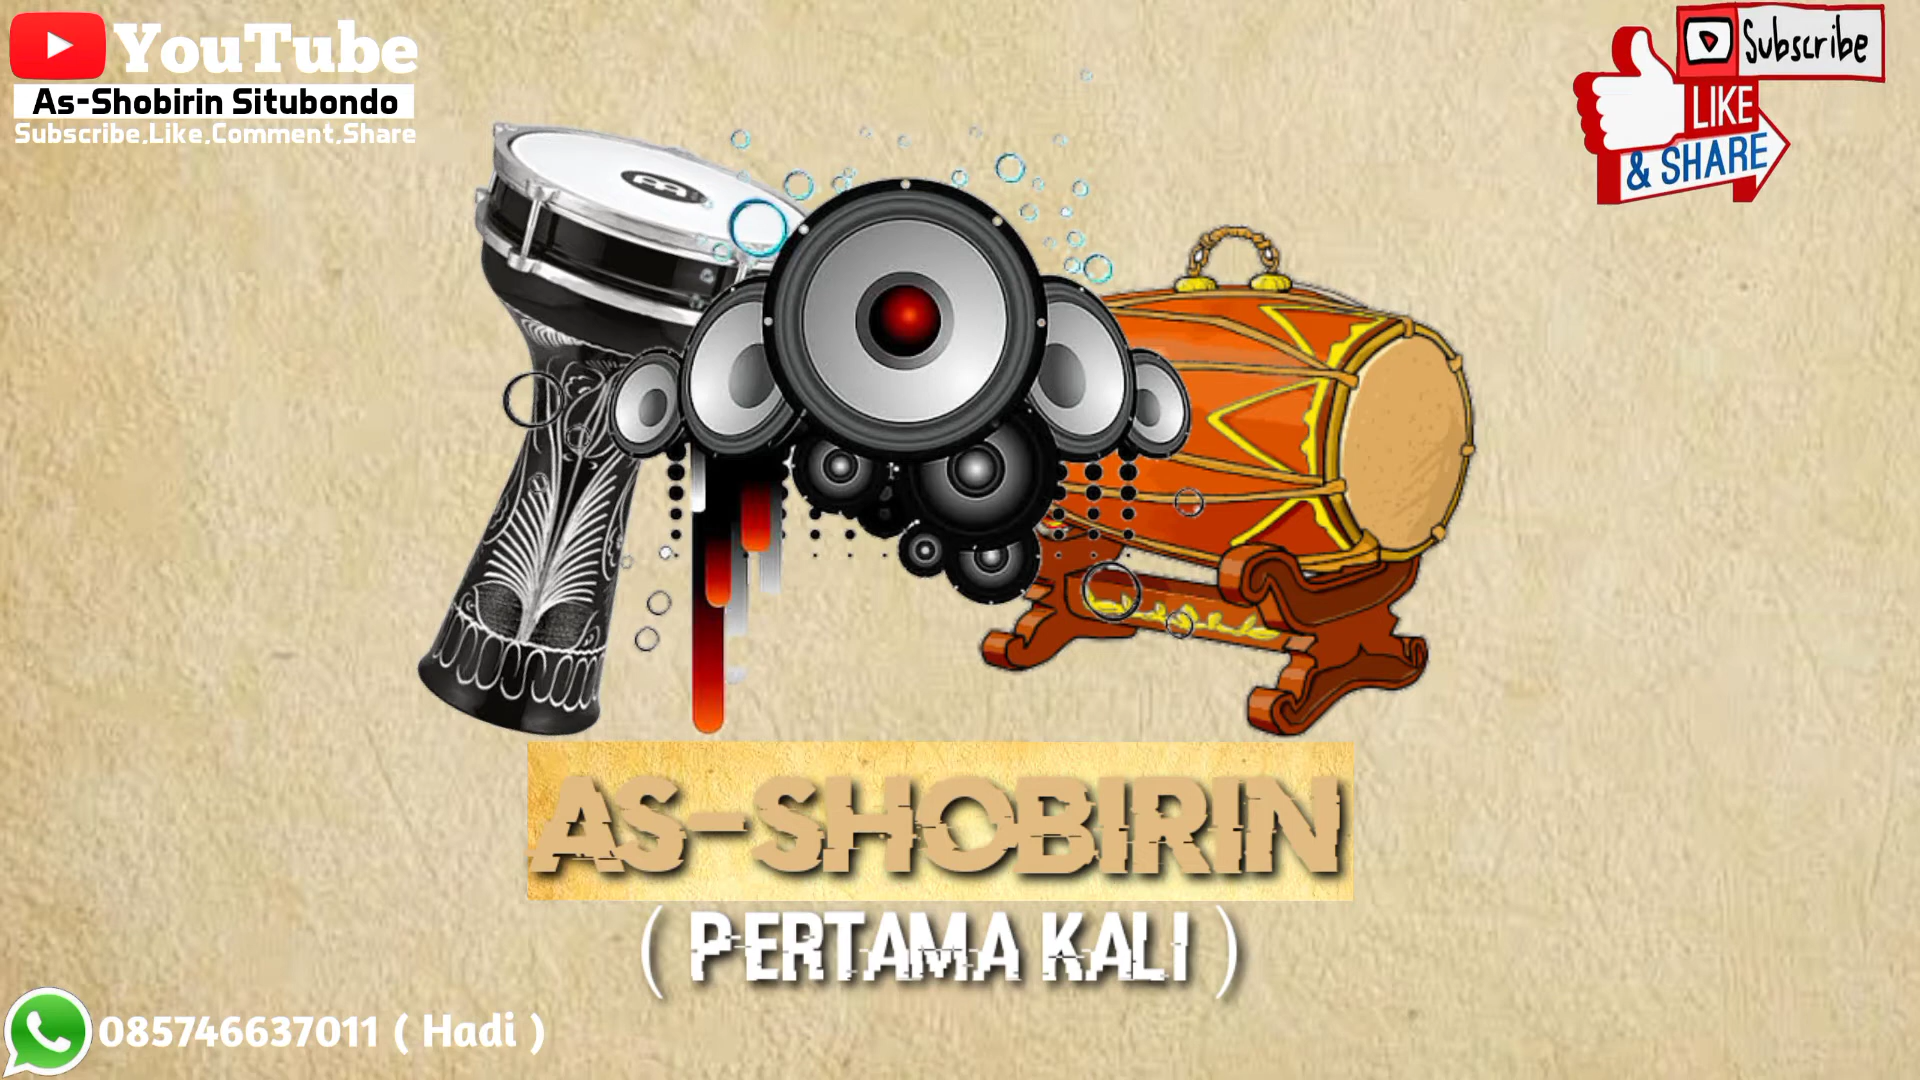 YouTube
As-Shobirin Situbondo
Subscribe,Like,Comment,Share
Subscribe
LIKE
& SHARE
AS-SHOBIRIN
( PERTAMA KALI )
085746637011 ( Hadi )